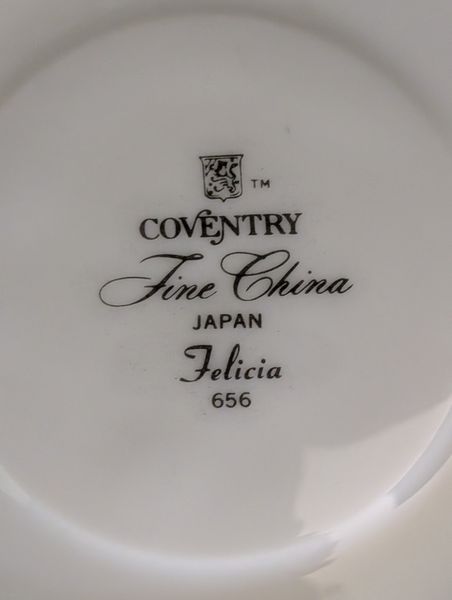 TM
COVENTRY
Fine China
JAPAN
Felicia
656